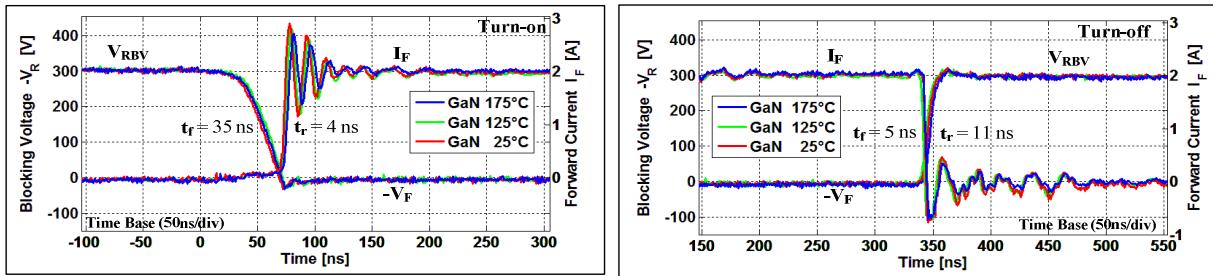 Turn-on
Blocking Voltage -V_R [V]
400
300
200
100
0
-100
V_RBV
I_F
GaN 175°C
GaN 125°C
GaN 25°C
t_f = 35 ns
t_r = 4 ns
-V_F
Time Base (50ns/div)
3
2
1
0
Forward Current I_F [A]
-100
-50
0
50
100
150
200
250
300
Time [ns]
Turn-off
Blocking Voltage -V_R [V]
400
300
200
100
0
-100
I_F
V_RBV
GaN 175°C
GaN 125°C
GaN 25°C
t_f = 5 ns
t_r = 11 ns
-V_F
Time Base (50ns/div)
3
2
1
0
-1
Forward Current I_F [A]
150
200
250
300
350
400
450
500
550
Time [ns]